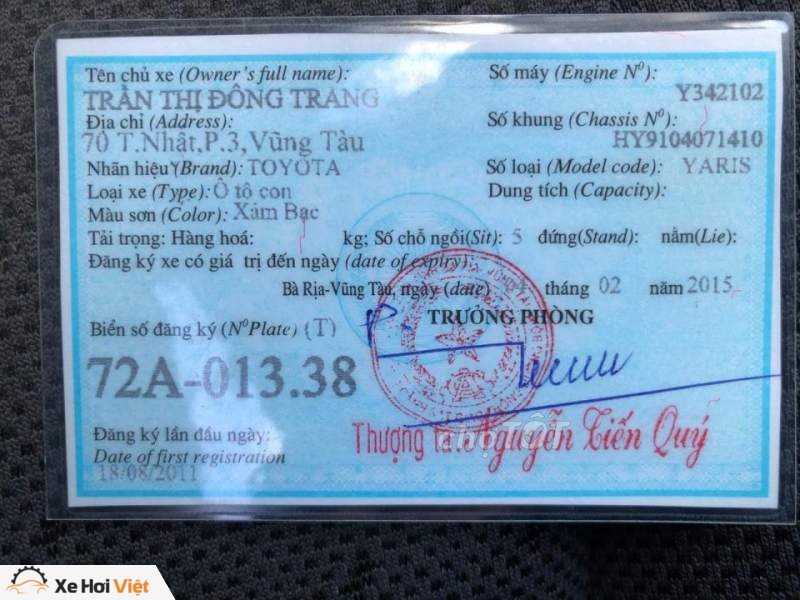 Tên chủ xe (Owner's full name):
TRẦN THỊ ĐÔNG TRANG
Địa chỉ (Address):
70 T.Nhất,P.3,Vũng Tàu
Nhãn hiệu (Brand): TOYOTA
Loại xe (Type): Ô tô con
Màu sơn (Color): Xám Bạc
Số máy (Engine Nº):
Y342102
Số khung (Chassis Nº):
HY9104071410
Số loại (Model code): YARIS
Dung tích (Capacity):
Tải trọng: Hàng hoá: kg; Số chỗ ngồi(Sit): 5 đứng(Stand): nằm(Lie):
Đăng ký xe có giá trị đến ngày (date of expiry):
Bà Rịa-Vũng Tàu, ngày (date) tháng 02 năm 2015
TRƯỞNG PHÒNG
Biển số đăng ký (NºPlate) (T)
72A-013.38
Đăng ký lần đầu ngày:
Date of first registration
18/08/2011
Thượng tá: Nguyễn Tiến Quý
Xe Hơi Việt